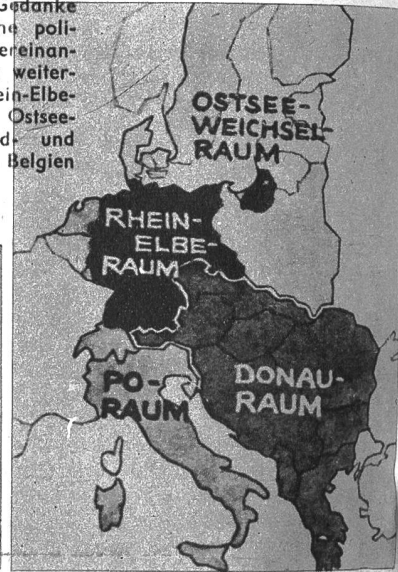 Gedanke
ne poli-
ereinan-
weiter-
ein-Elbe-
Ostsee-
d- und
Belgien
OSTSEE-
WEICHSEL-
RAUM
RHEIN-
ELBE-
RAUM
PO-
RAUM
DONAU-
RAUM